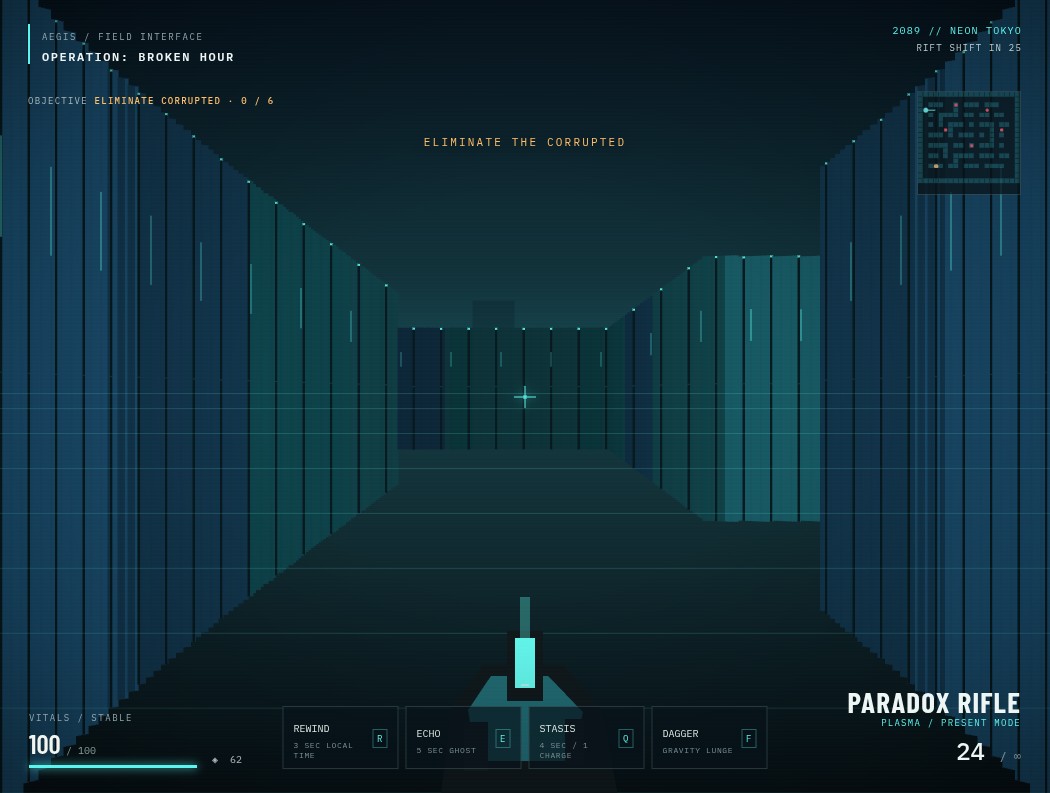 AEGIS / FIELD INTERFACE
OPERATION: BROKEN HOUR
2089 // NEON TOKYO
RIFT SHIFT IN 25
OBJECTIVE ELIMINATE CORRUPTED · 0 / 6
ELIMINATE THE CORRUPTED
VITALS / STABLE
100 / 100
◈ 62
REWIND
3 SEC LOCAL
TIME
R
ECHO
5 SEC GHOST
E
STASIS
4 SEC / 1
CHARGE
Q
DAGGER
GRAVITY LUNGE
F
PARADOX RIFLE
PLASMA / PRESENT MODE
24 / ∞